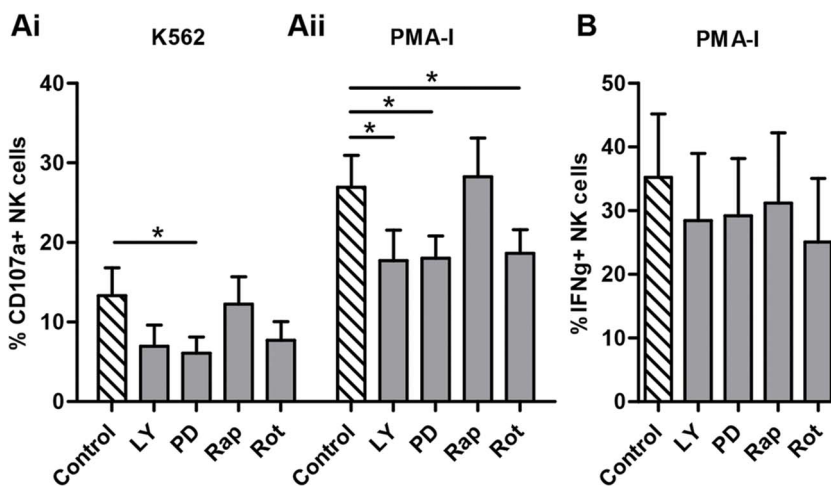 Ai
K562
Aii
PMA-I
B
PMA-I
% CD107a+ NK cells
40
30
20
10
0
*
*
*
*
Control
LY
PD
Rap
Rot
Control
LY
PD
Rap
Rot
% IFNg+ NK cells
50
40
30
20
10
0
Control
LY
PD
Rap
Rot